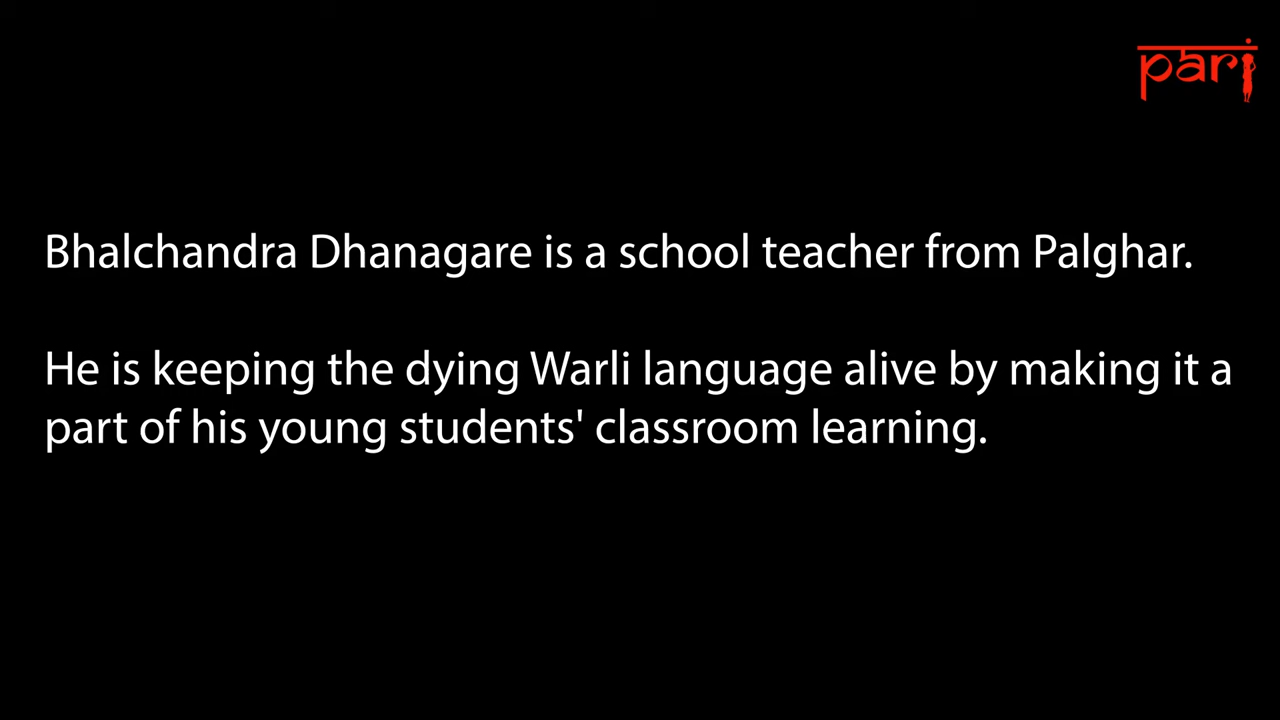 pari
Bhalchandra Dhanagare is a school teacher from Palghar.
He is keeping the dying Warli language alive by making it a
part of his young students' classroom learning.